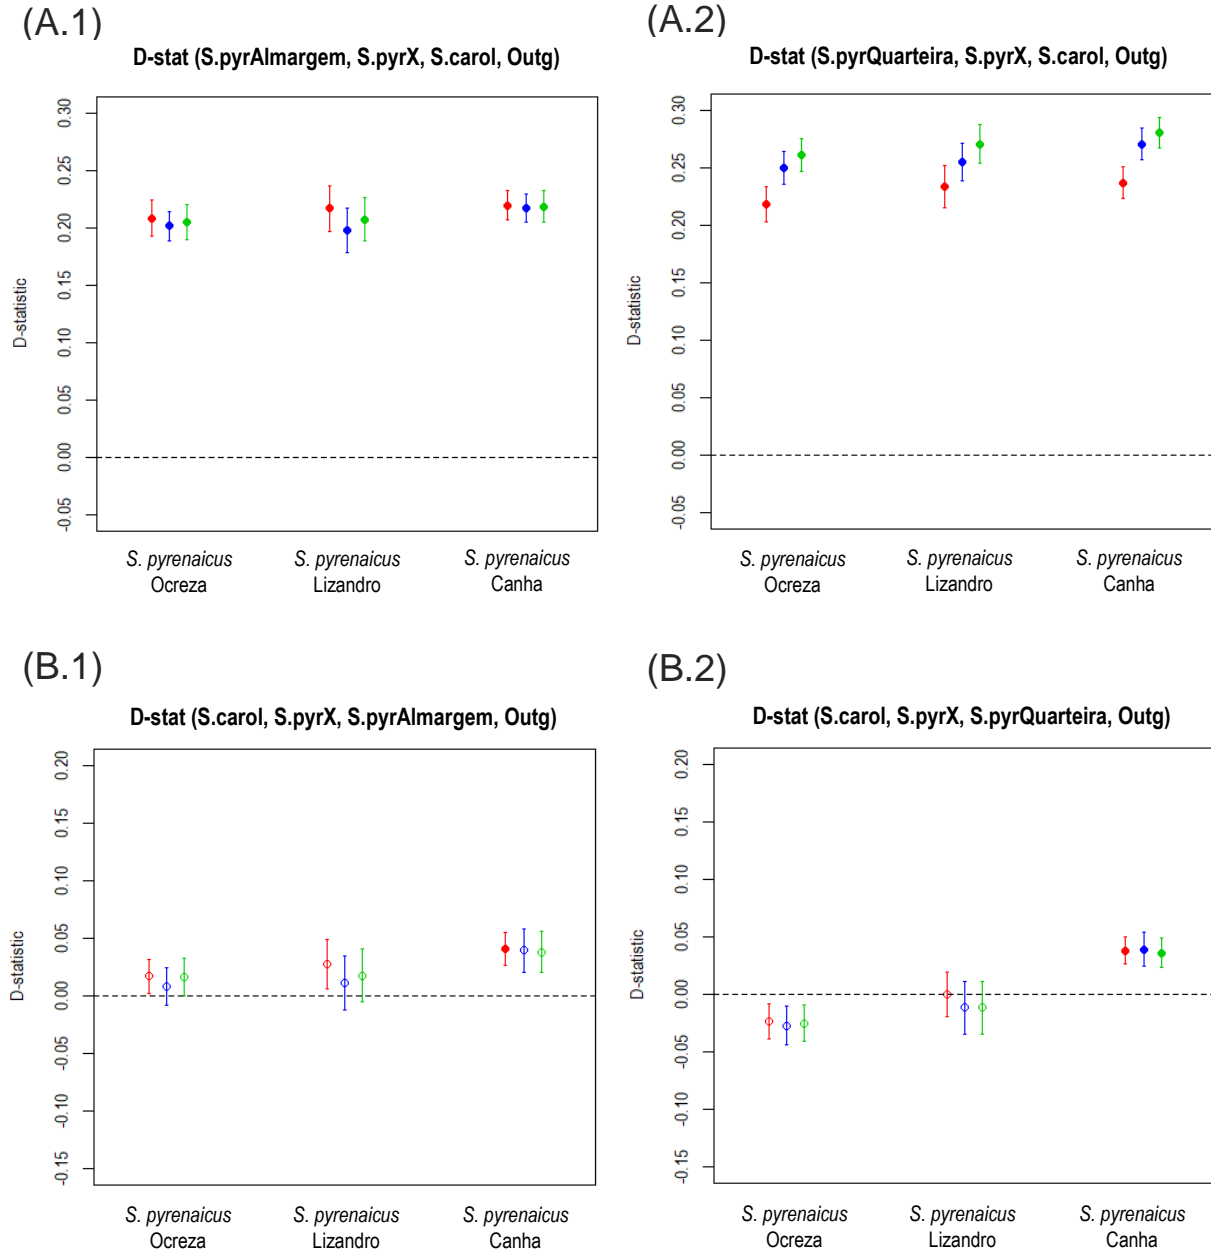 (A.1)
D-stat (S.pyrAlmargem, S.pyrX, S.carol, Outg)
D-statistic
0.30
0.25
0.20
0.15
0.10
0.05
0.00
-0.05
S. pyrenaicus
Ocreza
S. pyrenaicus
Lizandro
S. pyrenaicus
Canha
(A.2)
D-stat (S.pyrQuarteira, S.pyrX, S.carol, Outg)
D-statistic
0.30
0.25
0.20
0.15
0.10
0.05
0.00
-0.05
S. pyrenaicus
Ocreza
S. pyrenaicus
Lizandro
S. pyrenaicus
Canha
(B.1)
D-stat (S.carol, S.pyrX, S.pyrAlmargem, Outg)
D-statistic
0.20
0.15
0.10
0.05
0.00
-0.05
-0.10
-0.15
S. pyrenaicus
Ocreza
S. pyrenaicus
Lizandro
S. pyrenaicus
Canha
(B.2)
D-stat (S.carol, S.pyrX, S.pyrQuarteira, Outg)
D-statistic
0.20
0.15
0.10
0.05
0.00
-0.05
-0.10
-0.15
S. pyrenaicus
Ocreza
S. pyrenaicus
Lizandro
S. pyrenaicus
Canha